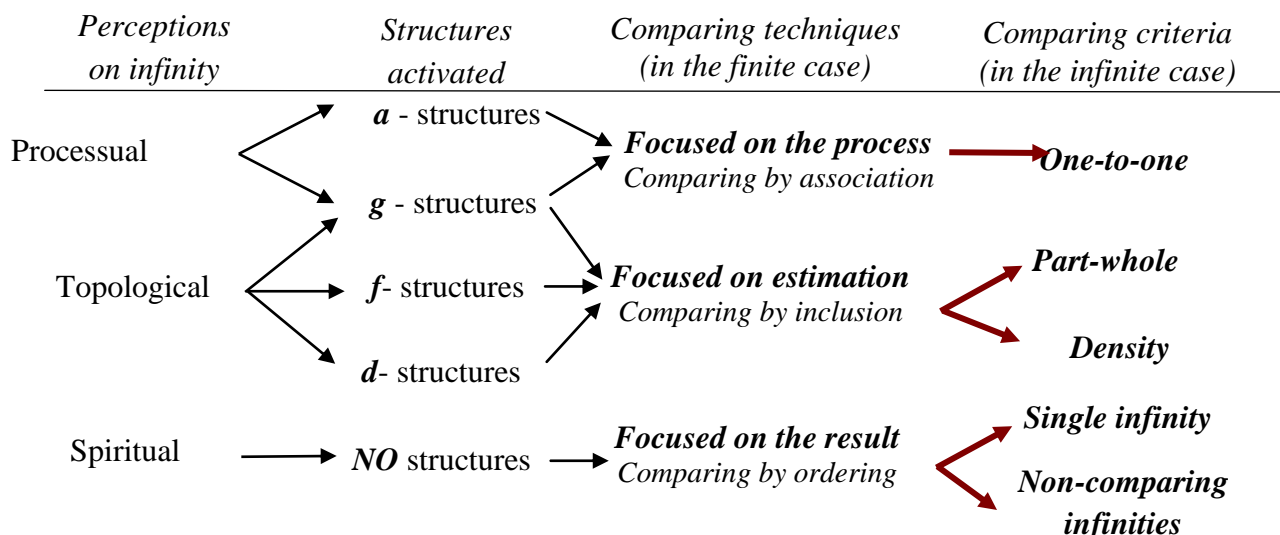 Perceptions on infinity
Structures activated
Comparing techniques (in the finite case)
Comparing criteria (in the infinite case)
a - structures
Processual
Focused on the process
Comparing by association
One-to-one
g - structures
Topological
f- structures
Focused on estimation
Comparing by inclusion
Part-whole
Density
d- structures
Spiritual
NO structures
Focused on the result
Comparing by ordering
Single infinity
Non-comparing
infinities